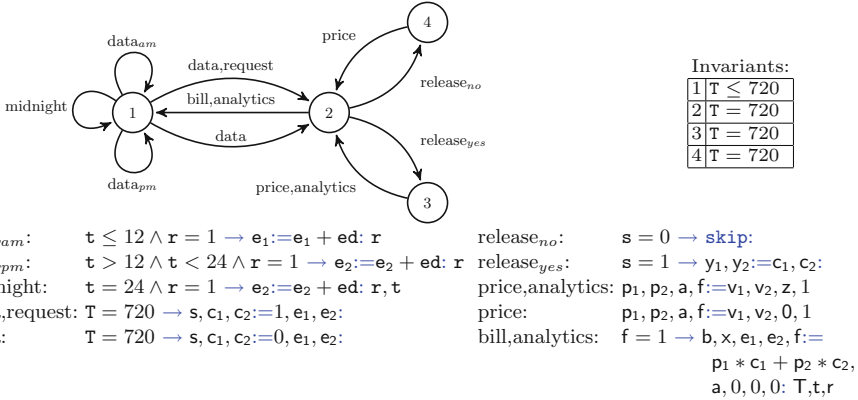 4
data_am
price
data,request
release_no
Invariants:
midnight
bill,analytics
1 T ≤ 720
1
2
2 T = 720
data
release_yes
3 T = 720
4 T = 720
data_pm
price,analytics
3
am: t ≤ 12 ∧ r = 1 → e₁:=e₁ + ed: r
release_no: s = 0 → skip:
pm: t > 12 ∧ t < 24 ∧ r = 1 → e₂:=e₂ + ed: r
release_yes: s = 1 → y₁, y₂:=c₁, c₂:
night: t = 24 ∧ r = 1 → e₂:=e₂ + ed: r, t
price,analytics: p₁, p₂, a, f:=v₁, v₂, z, 1
,request: T = 720 → s, c₁, c₂:=1, e₁, e₂:
price: p₁, p₂, a, f:=v₁, v₂, 0, 1
: T = 720 → s, c₁, c₂:=0, e₁, e₂:
bill,analytics: f = 1 → b, x, e₁, e₂, f:=
p₁ ∗ c₁ + p₂ ∗ c₂,
a, 0, 0, 0: T,t,r